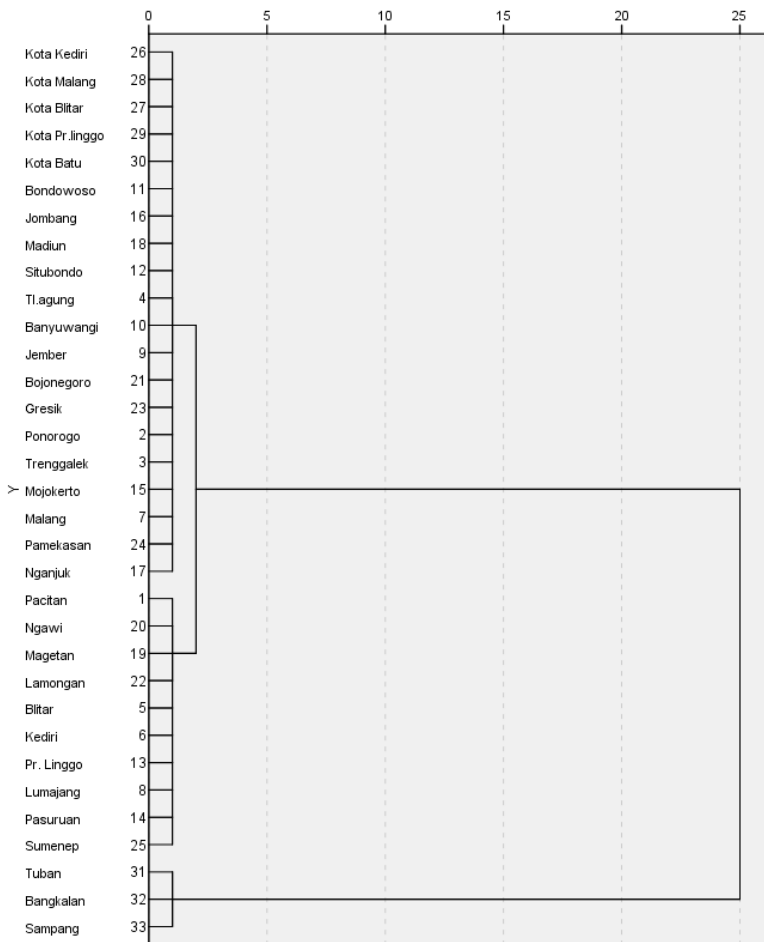 0 5 10 15 20 25
Kota Kediri 26
Kota Malang 28
Kota Blitar 27
Kota Pr.linggo 29
Kota Batu 30
Bondowoso 11
Jombang 16
Madiun 18
Situbondo 12
Tl.agung 4
Banyuwangi 10
Jember 9
Bojonegoro 21
Gresik 23
Ponorogo 2
Trenggalek 3
Y
Mojokerto 15
Malang 7
Pamekasan 24
Nganjuk 17
Pacitan 1
Ngawi 20
Magetan 19
Lamongan 22
Blitar 5
Kediri 6
Pr. Linggo 13
Lumajang 8
Pasuruan 14
Sumenep 25
Tuban 31
Bangkalan 32
Sampang 33